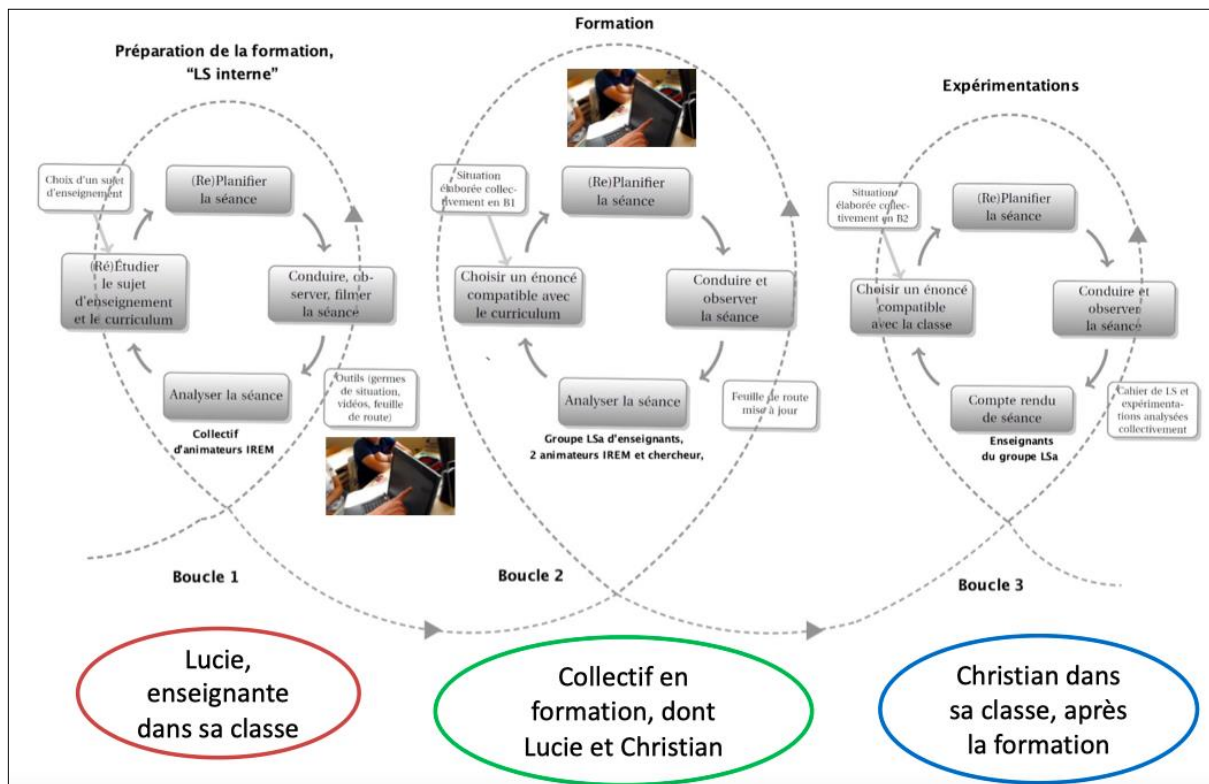 Préparation de la formation,
“LS interne”
Choix d'un sujet
d'enseignement
(Re)Planifier
la séance
(Ré)Étudier
le sujet
d'enseignement
et le curriculum
Conduire, ob-
server, filmer
la séance
Analyser la séance
Outils (germes
de situation,
vidéos, feuille
de route)
Collectif
d'animateurs IREM
Boucle 1
Formation
Situation
élaborée collec-
tivement en B1
(Re)Planifier
la séance
Choisir un énoncé
compatible avec
le curriculum
Conduire et
observer
la séance
Analyser la séance
Feuille de route
mise à jour
Groupe LSa d'enseignants,
2 animateurs IREM et chercheur,
Boucle 2
Expérimentations
Situation
élaborée collec-
tivement en B2
(Re)Planifier
la séance
Choisir un énoncé
compatible
avec la classe
Conduire et
observer
la séance
Compte rendu
de séance
Cahier de LS et
expérimenta-
tions analysées
collectivement
Enseignants
du groupe LSa
Boucle 3
Lucie,
enseignante
dans sa classe
Collectif en
formation, dont
Lucie et Christian
Christian dans
sa classe, après
la formation